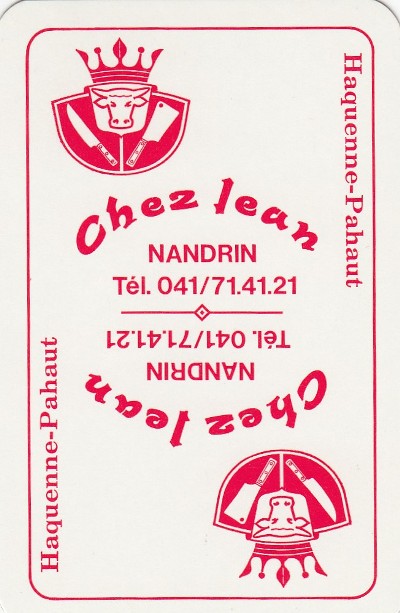 Haquenne-Pahaut
Chez Jean
NANDRIN
Tél. 041/71.41.21
Tél. 041/71.41.21
NANDRIN
Chez Jean
Haquenne-Pahaut